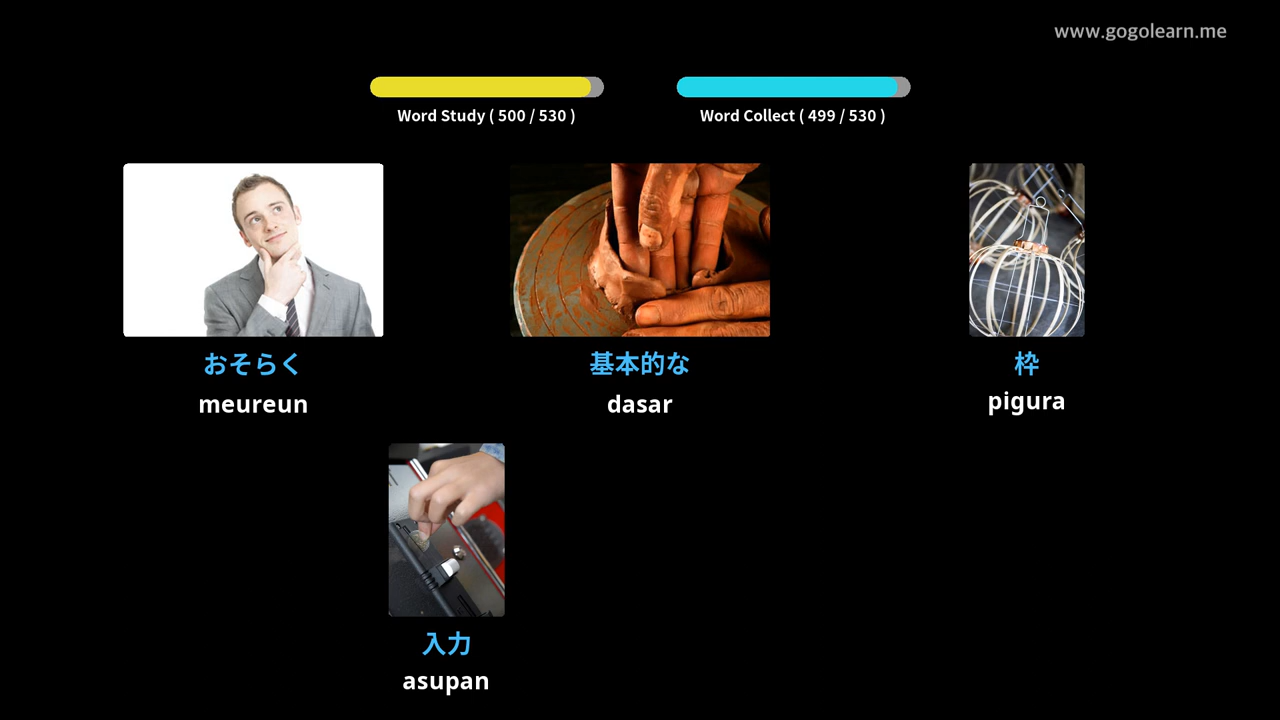 www.gogolearn.me
Word Study ( 500 / 530 )
Word Collect ( 499 / 530 )
おそらく
meureun
基本的な
dasar
枠
pigura
入力
asupan